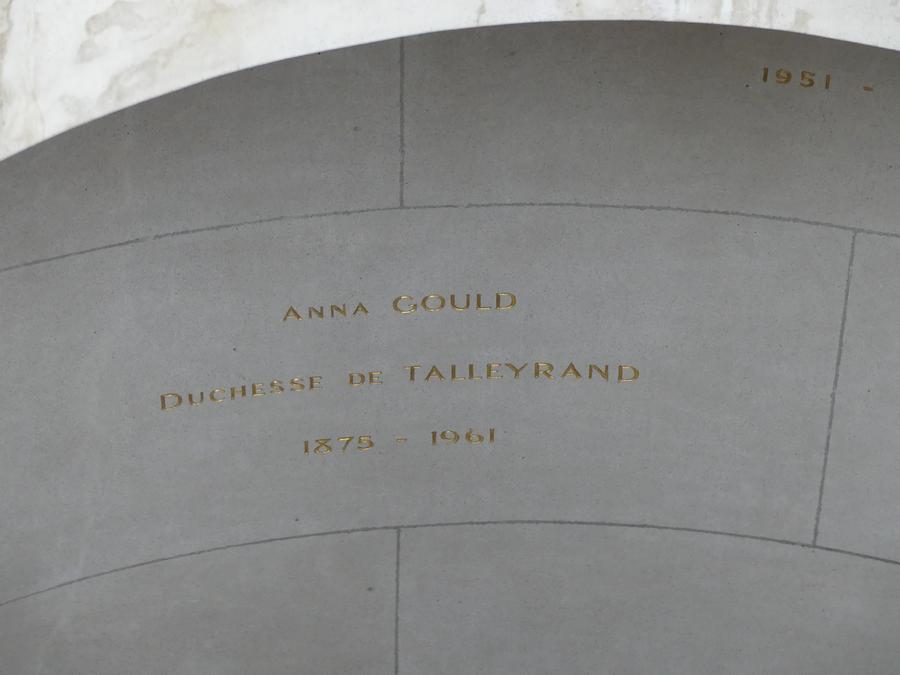 1951 -
ANNA GOULD
DUCHESSE DE TALLEYRAND
1875 - 1961